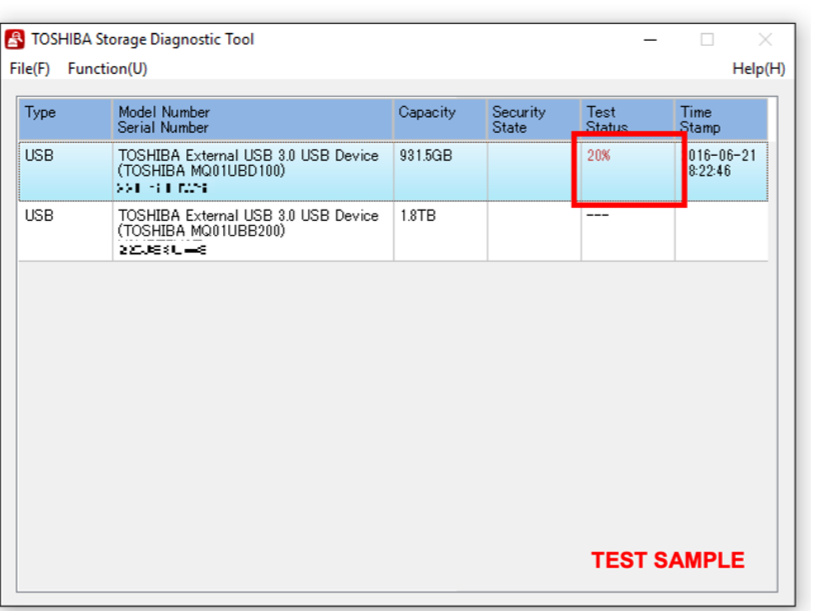 TOSHIBA Storage Diagnostic Tool
File(F) Function(U) Help(H)
Type Model Number Capacity Security Test Time
Serial Number State Status Stamp
USB TOSHIBA External USB 3.0 USB Device 931.5GB 20% 016-06-21
(TOSHIBA MQ01UBD100) 8:22:46
USB TOSHIBA External USB 3.0 USB Device 1.8TB ---
(TOSHIBA MQ01UBB200)
TEST SAMPLE